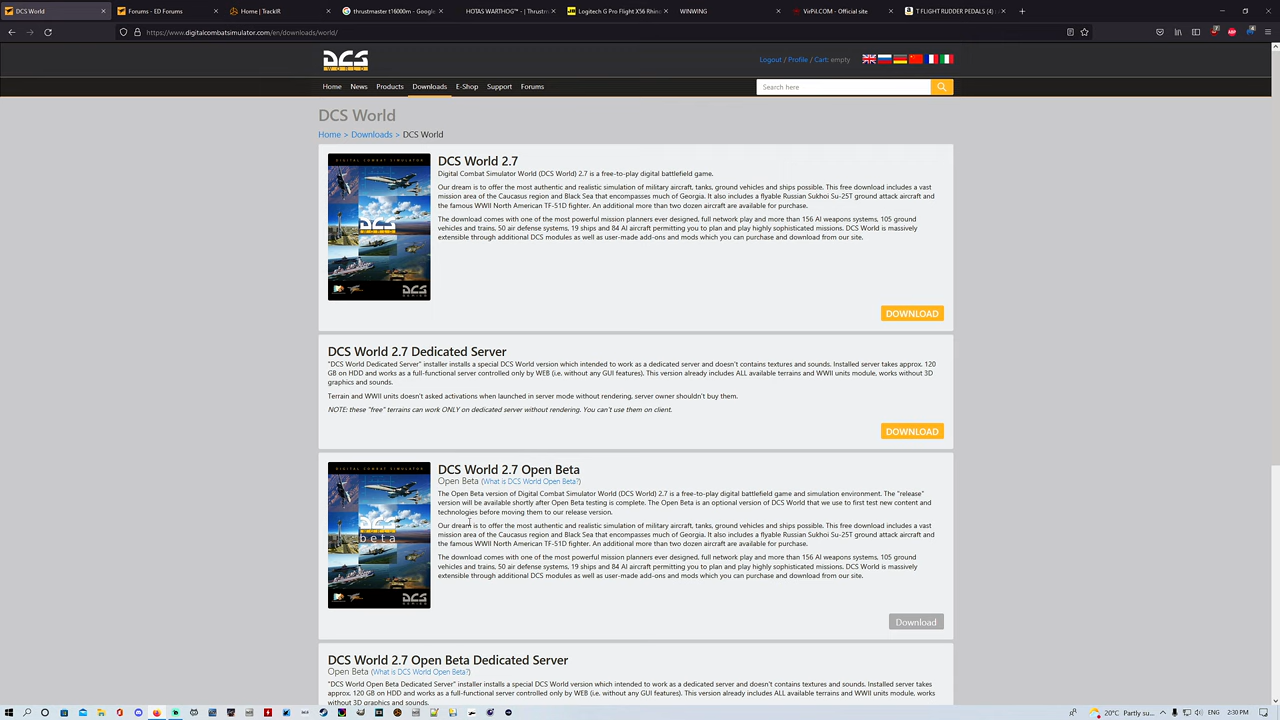 DCS World
Forums - ED Forums
Home | TrackIR
thrustmaster t16000m - Google
HOTAS WARTHOG™ - | Thrustm
Logitech G Pro Flight X56 Rhino
WINWING
VirPil.COM - Official site
T.FLIGHT RUDDER PEDALS (4)
https://www.digitalcombatsimulator.com/en/downloads/world/
DCS
WORLD
Logout / Profile / Cart: empty
Home News Products Downloads E-Shop Support Forums
Search here
DCS World
Home > Downloads > DCS World
DIGITAL COMBAT SIMULATOR
DCS
DCS
DCS World 2.7
Digital Combat Simulator World (DCS World) 2.7 is a free-to-play digital battlefield game.
Our dream is to offer the most authentic and realistic simulation of military aircraft, tanks, ground vehicles and ships possible. This free download includes a vast
mission area of the Caucasus region and Black Sea that encompasses much of Georgia. It also includes a flyable Russian Sukhoi Su-25T ground attack aircraft and
the famous WWII North American TF-51D fighter. An additional more than two dozen aircraft are available for purchase.
The download comes with one of the most powerful mission planners ever designed, full network play and more than 156 AI weapons systems, 105 ground
vehicles and trains, 50 air defense systems, 19 ships and 84 AI aircraft permitting you to plan and play highly sophisticated missions. DCS World is massively
extensible through additional DCS modules as well as user-made add-ons and mods which you can purchase and download from our site.
DOWNLOAD
DCS World 2.7 Dedicated Server
"DCS World Dedicated Server" installer installs a special DCS World version which intended to work as a dedicated server and doesn't contains textures and sounds. Installed server takes approx. 120
GB on HDD and works as a full-functional server controlled only by WEB (i.e. without any GUI features). This version already includes ALL available terrains and WWII units module, works without 3D
graphics and sounds.
Terrain and WWII units doesn't asked activations when launched in server mode without rendering, server owner shouldn't buy them.
NOTE: these "free" terrains can work ONLY on dedicated server without rendering. You can't use them on client.
DOWNLOAD
DIGITAL COMBAT SIMULATOR
DCS
beta
DCS
DCS World 2.7 Open Beta
Open Beta (What is DCS World Open Beta?)
The Open Beta version of Digital Combat Simulator World (DCS World) 2.7 is a free-to-play digital battlefield game and simulation environment. The "release"
version will be available shortly after Open Beta testing is complete. The Open Beta is an optional version of DCS World that we use to first test new content and
technologies before moving them to our release version.
Our dream is to offer the most authentic and realistic simulation of military aircraft, tanks, ground vehicles and ships possible. This free download includes a vast
mission area of the Caucasus region and Black Sea that encompasses much of Georgia. It also includes a flyable Russian Sukhoi Su-25T ground attack aircraft and
the famous WWII North American TF-51D fighter. An additional more than two dozen aircraft are available for purchase.
The download comes with one of the most powerful mission planners ever designed, full network play and more than 156 AI weapons systems, 105 ground
vehicles and trains, 50 air defense systems, 19 ships and 84 AI aircraft permitting you to plan and play highly sophisticated missions. DCS World is massively
extensible through additional DCS modules as well as user-made add-ons and mods which you can purchase and download from our site.
Download
DCS World 2.7 Open Beta Dedicated Server
Open Beta (What is DCS World Open Beta?)
"DCS World Open Beta Dedicated Server" installer installs a special DCS World version which intended to work as a dedicated server and doesn't contains textures and sounds. Installed server takes
approx. 120 GB on HDD and works as a full-functional server controlled only by WEB (i.e. without any GUI features). This version already includes ALL available terrains and WWII units module, works
without 3D graphics and sounds.
20°C Partly su... ENG 2:30 PM